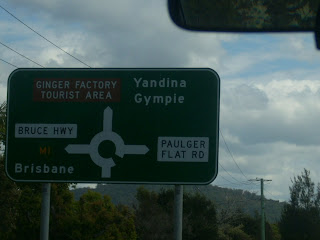 GINGER FACTORY
TOURIST AREA
Yandina
Gympie
BRUCE HWY
M1
Brisbane
PAULGER
FLAT RD